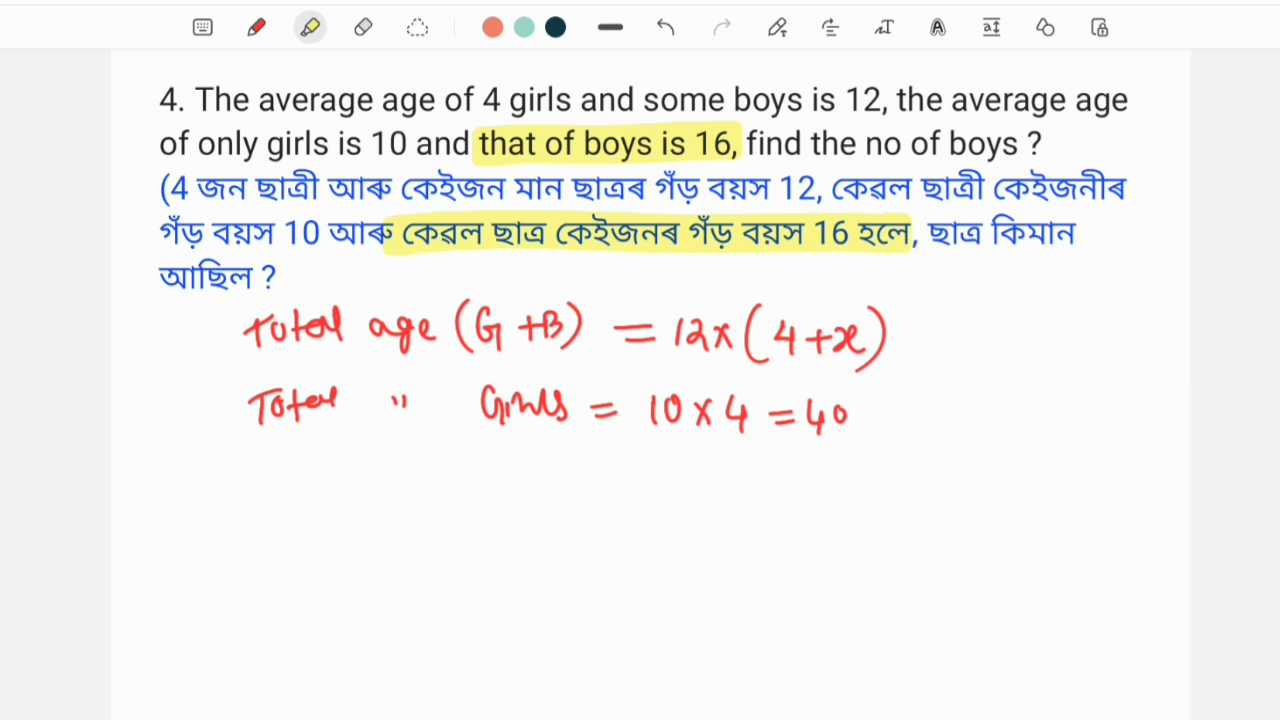 4. The average age of 4 girls and some boys is 12, the average age
of only girls is 10 and that of boys is 16, find the no of boys ?
(4 জন ছাত্ৰী আৰু কেইজন মান ছাত্ৰৰ গঁড় বয়স 12, কেৱল ছাত্ৰী কেইজনীৰ
গঁড় বয়স 10 আৰু কেৱল ছাত্ৰ কেইজনৰ গঁড় বয়স 16 হলে, ছাত্ৰ কিমান
আছিল ?
Total age (G+B) = 12x(4+x)
Total " Girls = 10 x 4 = 40